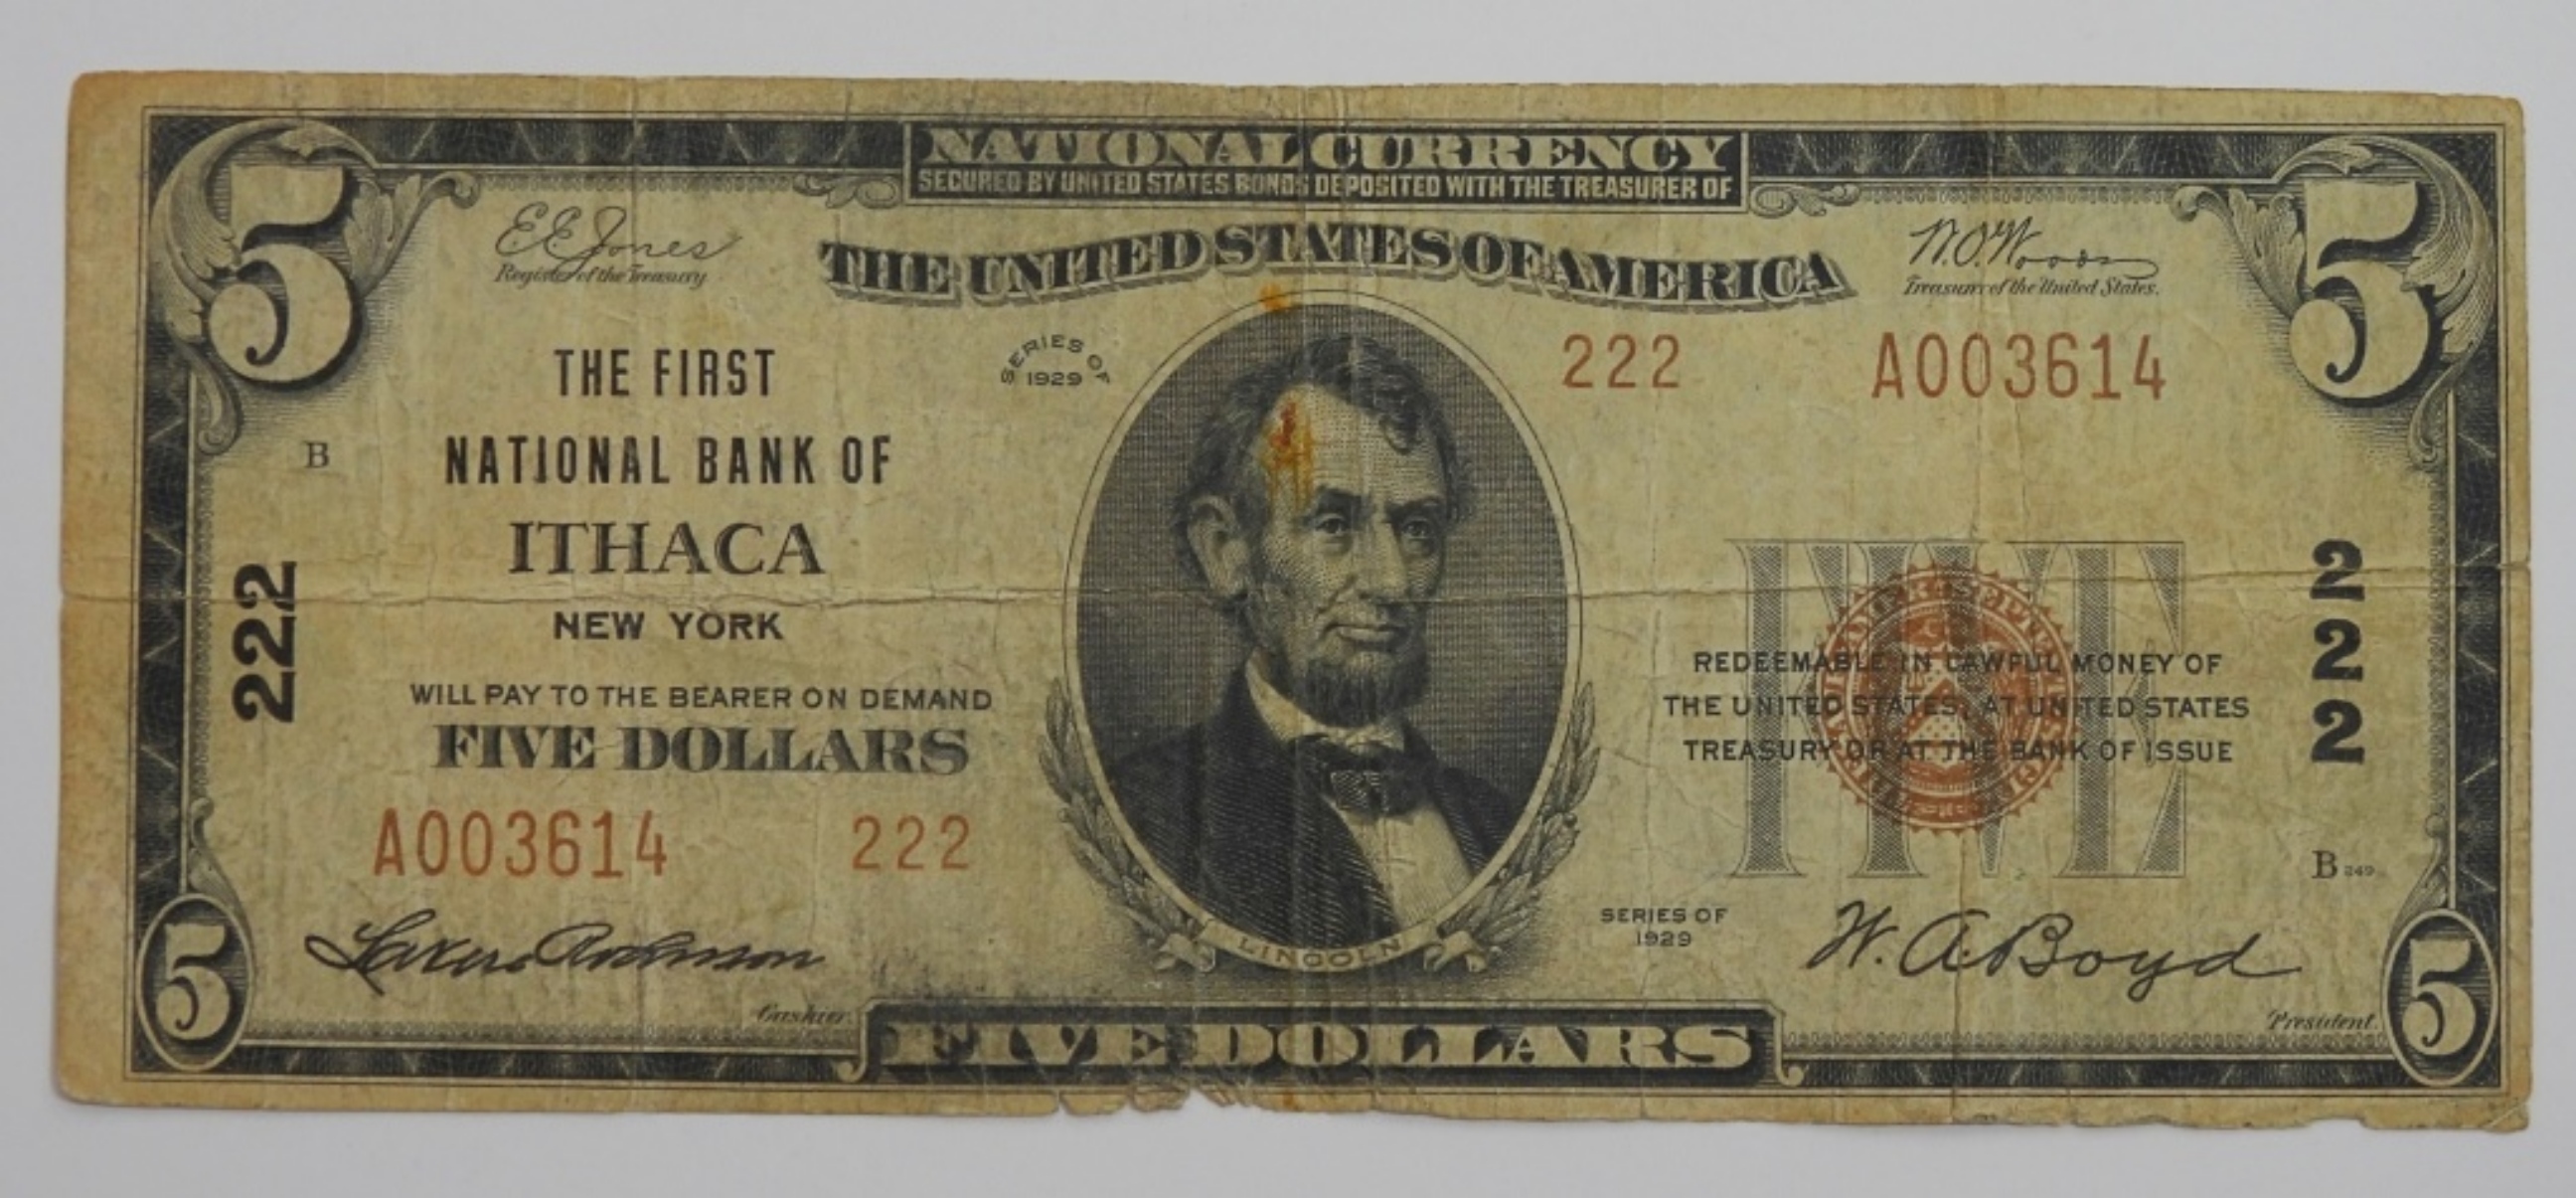 NATIONAL CURRENCY
SECURED BY UNITED STATES BONDS DEPOSITED WITH THE TREASURER OF
THE UNITED STATES OF AMERICA
5
5
E.E. Jones
Register of the Treasury
W.O. Woods
Treasurer of the United States.
SERIES OF
1929
222
A003614
THE FIRST
NATIONAL BANK OF
B
ITHACA
NEW YORK
222
222
WILL PAY TO THE BEARER ON DEMAND
FIVE DOLLARS
FIVE
REDEEMABLE IN LAWFUL MONEY OF
THE UNITED STATES, AT UNITED STATES
TREASURY OR AT THE BANK OF ISSUE
A003614
222
B 249
LINCOLN
SERIES OF
1929
W. A. Boyd
Cashier
President.
5
5
FIVE DOLLARS